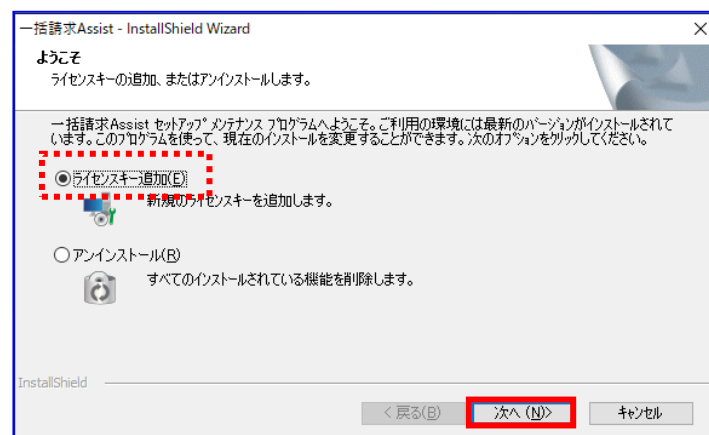 一括請求Assist - InstallShield Wizard
ようこそ
ライセンスキーの追加、またはアンインストールします。
一括請求Assist セットアップ メンテナンス プログラムへようこそ。ご利用の環境には最新のバージョンがインストールされて
います。このプログラムを使って、現在のインストールを変更することができます。次のオプションをクリックしてください。
ライセンスキー追加(E)
新規のライセンスキーを追加します。
アンインストール(R)
すべてのインストールされている機能を削除します。
InstallShield
< 戻る(B) 次へ (N)> キャンセル